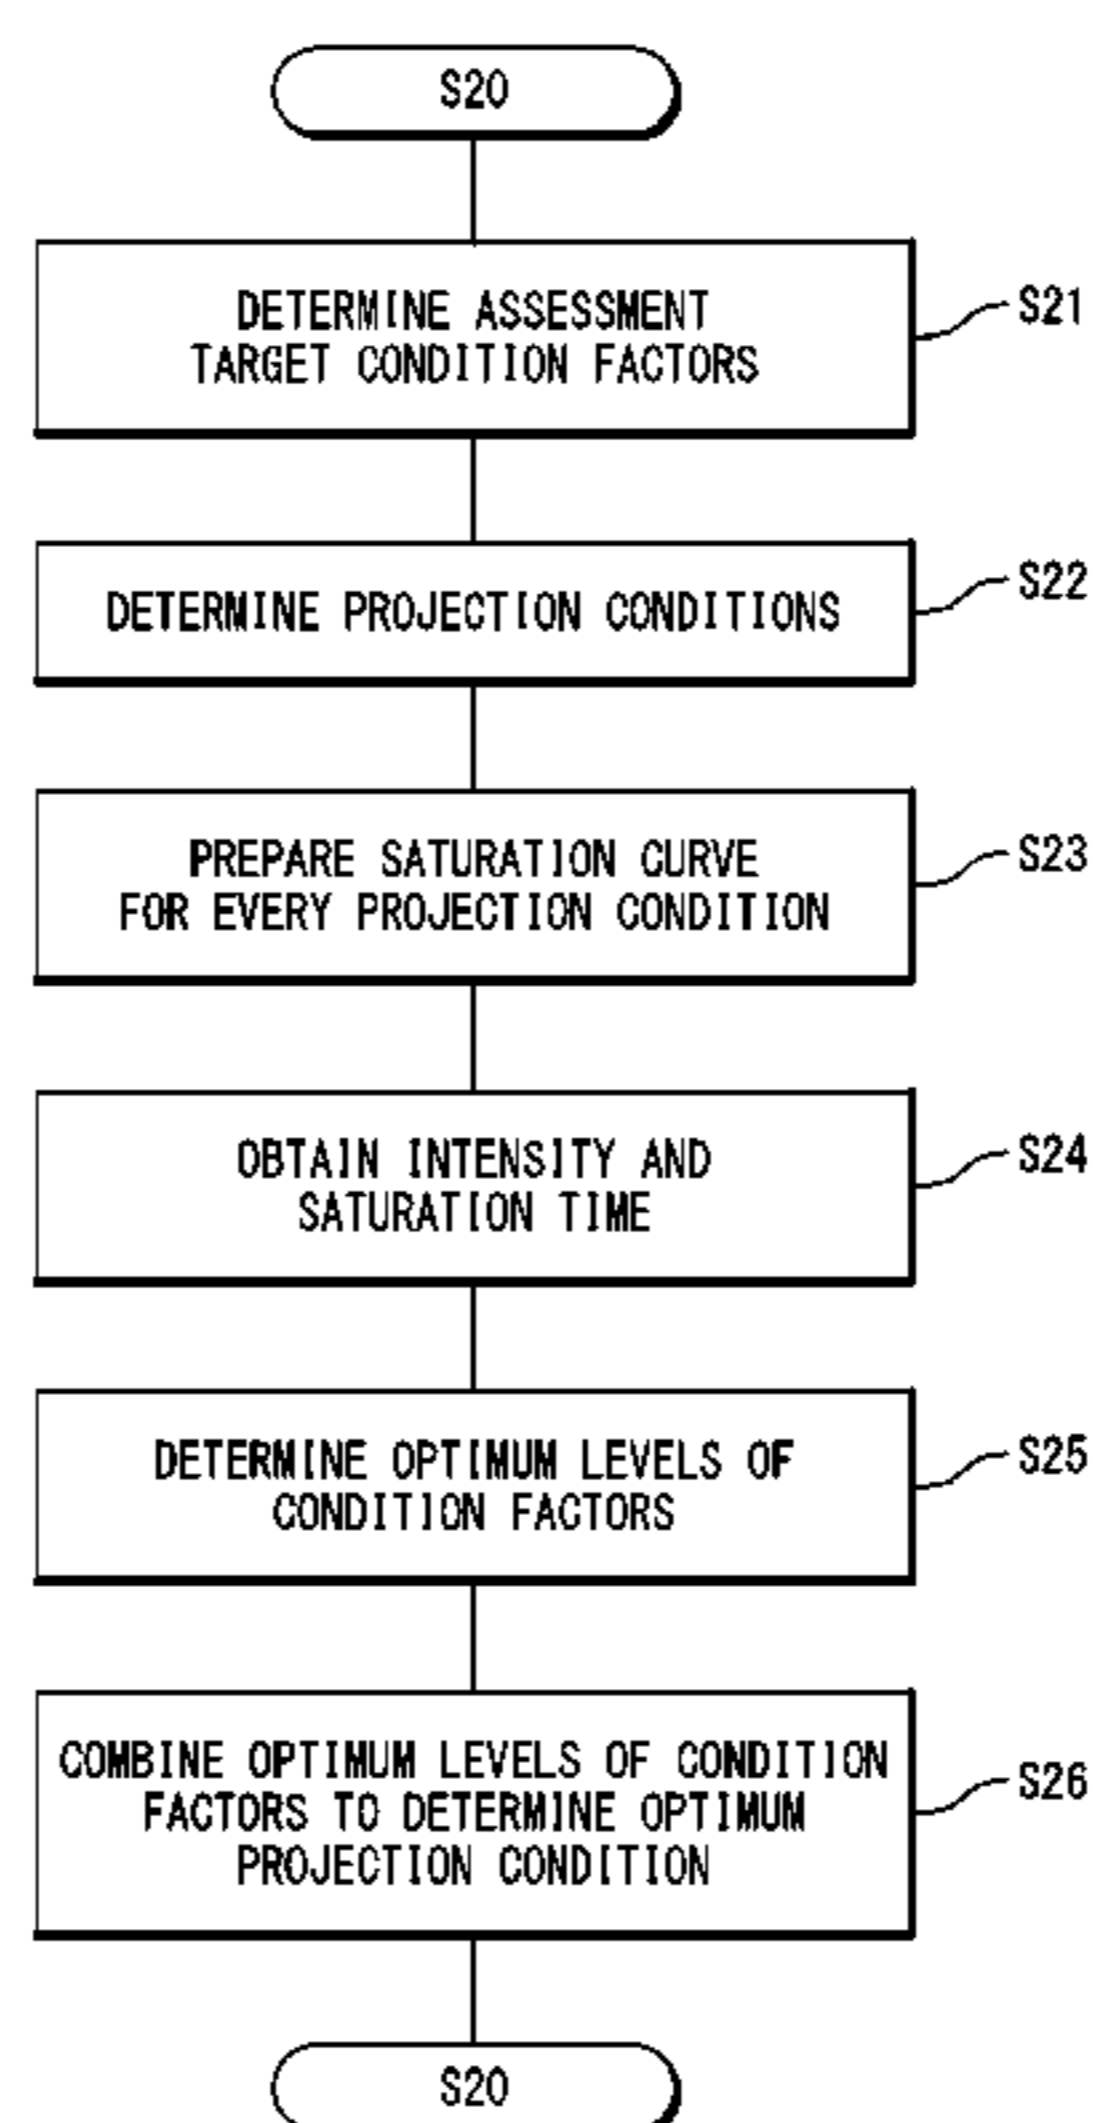 S20
DETERMINE ASSESSMENT
TARGET CONDITION FACTORS
S21
DETERMINE PROJECTION CONDITIONS
S22
PREPARE SATURATION CURVE
FOR EVERY PROJECTION CONDITION
S23
OBTAIN INTENSITY AND
SATURATION TIME
S24
DETERMINE OPTIMUM LEVELS OF
CONDITION FACTORS
S25
COMBINE OPTIMUM LEVELS OF CONDITION
FACTORS TO DETERMINE OPTIMUM
PROJECTION CONDITION
S26
S20